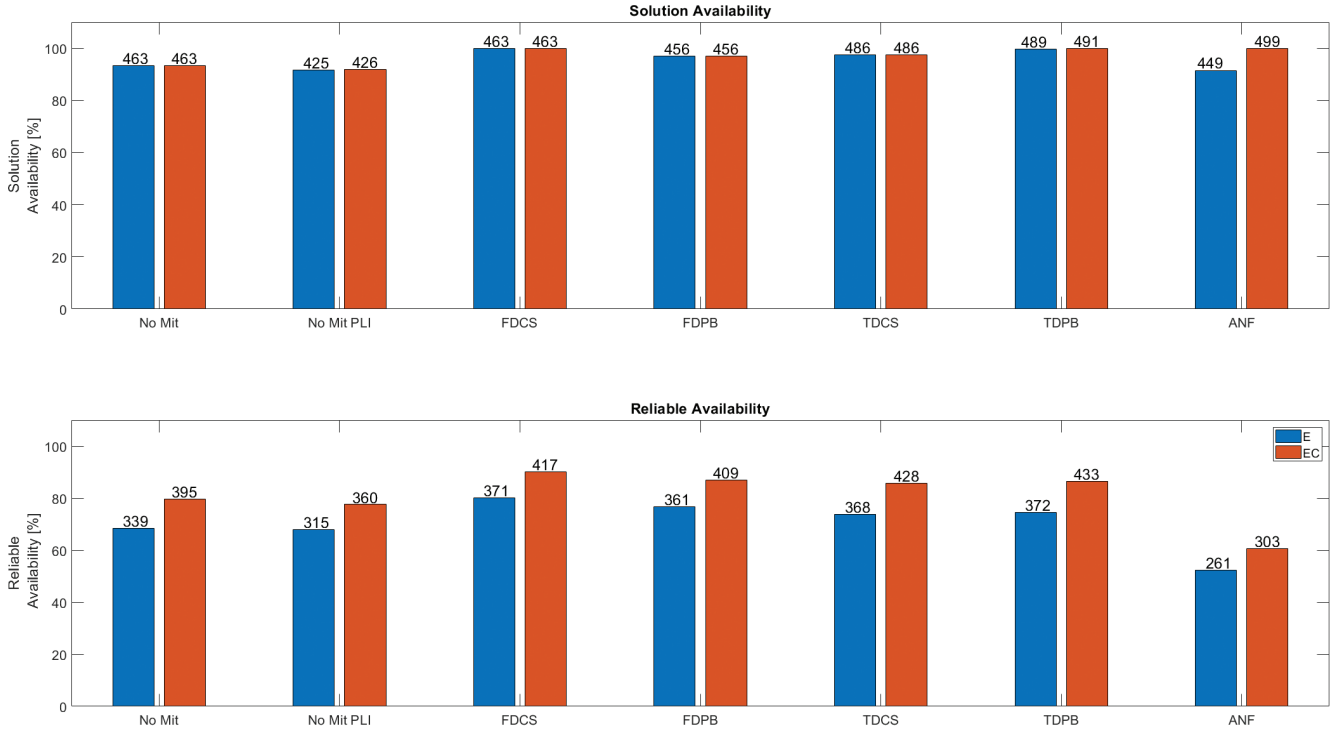 Solution Availability
Solution
Availability [%]
100
80
60
40
20
0
463 463
425 426
463 463
456 456
486 486
489 491
449 499
No Mit No Mit PLI FDCS FDPB TDCS TDPB ANF
Reliable Availability
Reliable
Availability [%]
100
80
60
40
20
0
339 395
315 360
371 417
361 409
368 428
372 433
261 303
E
EC
No Mit No Mit PLI FDCS FDPB TDCS TDPB ANF